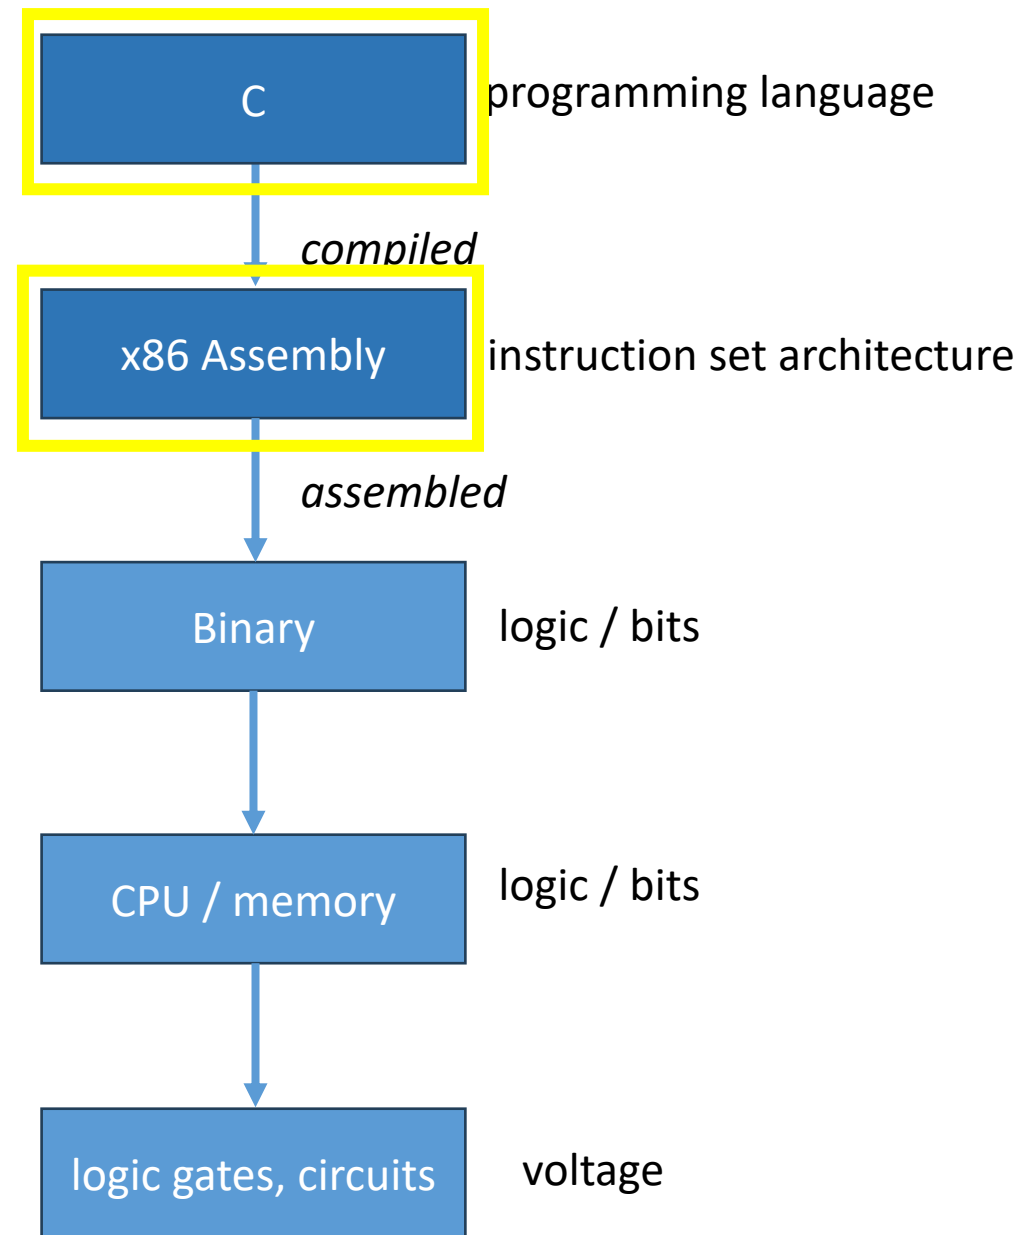 C
programming language
compiled
x86 Assembly
instruction set architecture
assembled
Binary
logic / bits
CPU / memory
logic / bits
logic gates, circuits
voltage